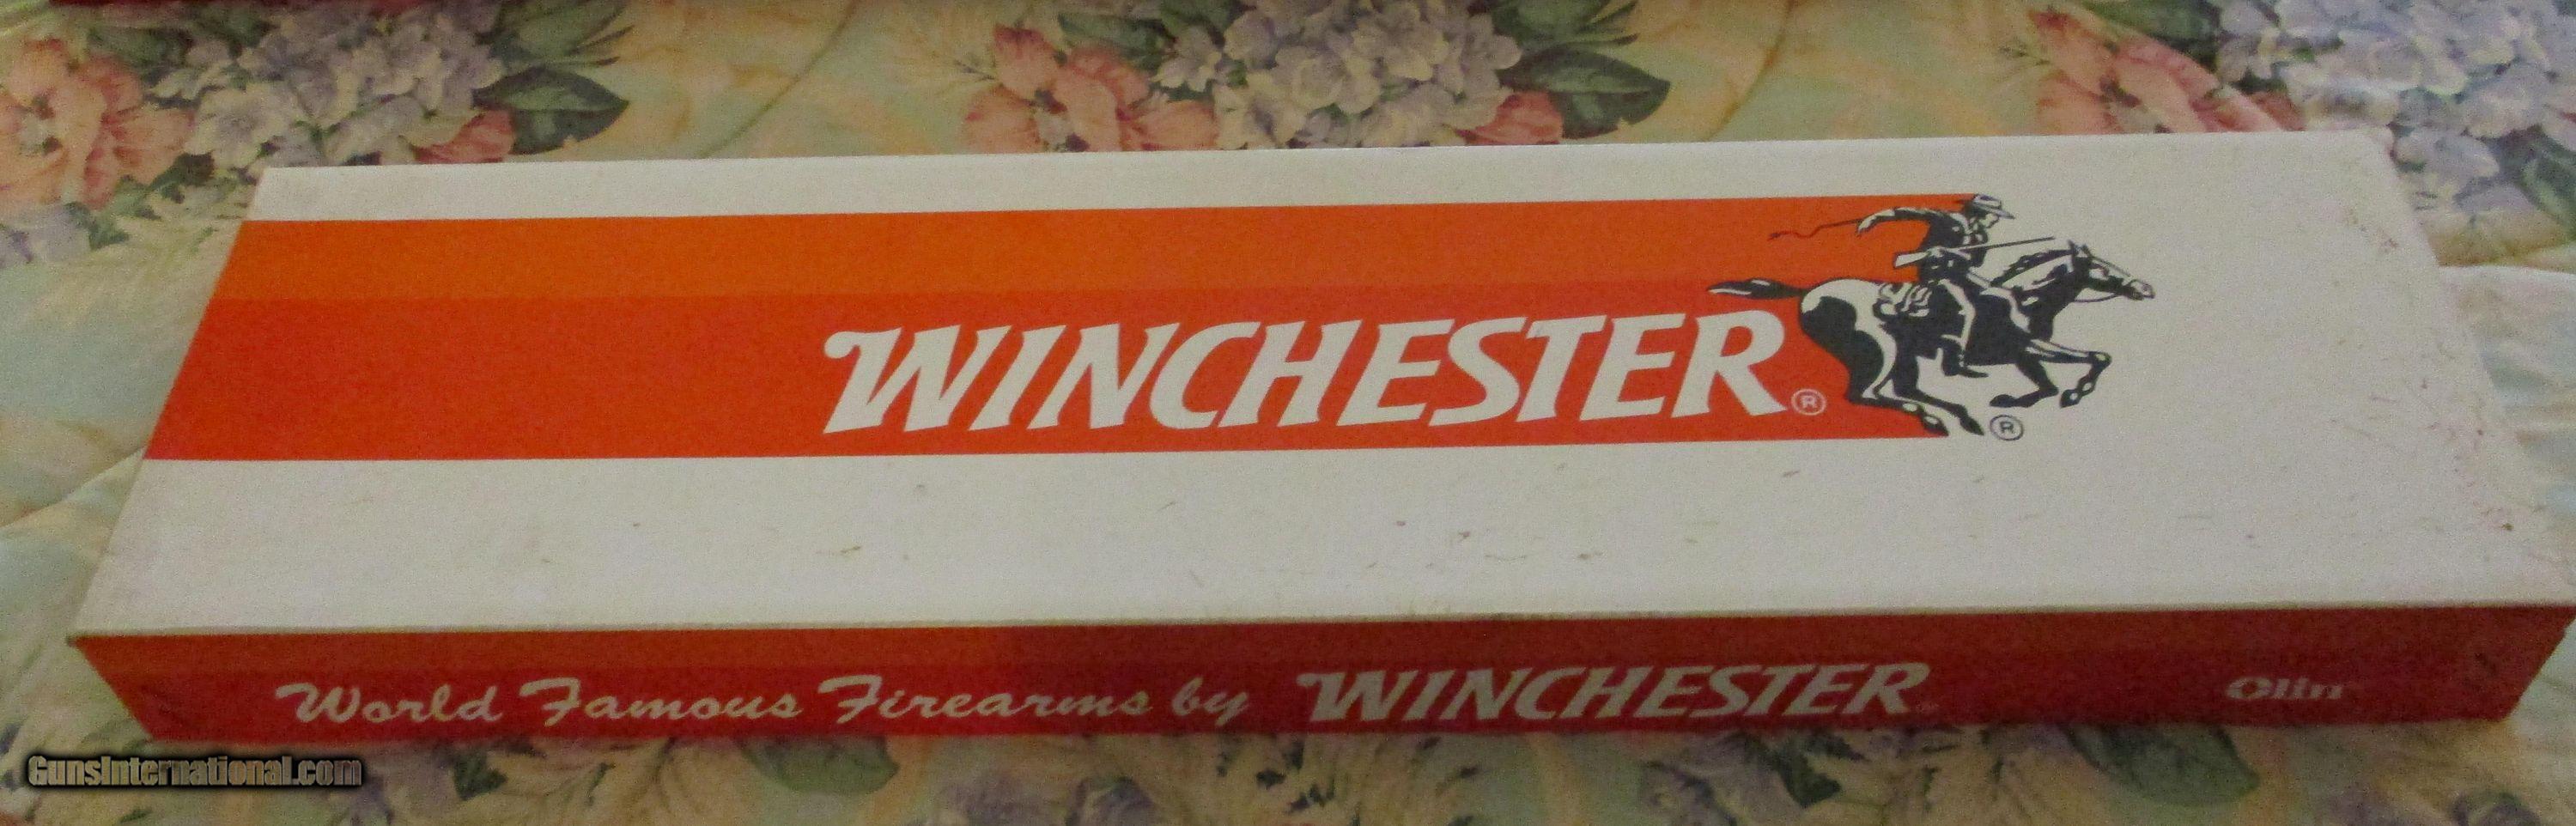 WINCHESTER®
®
World Famous Firearms by WINCHESTER®
Olin
GunsInternational.com